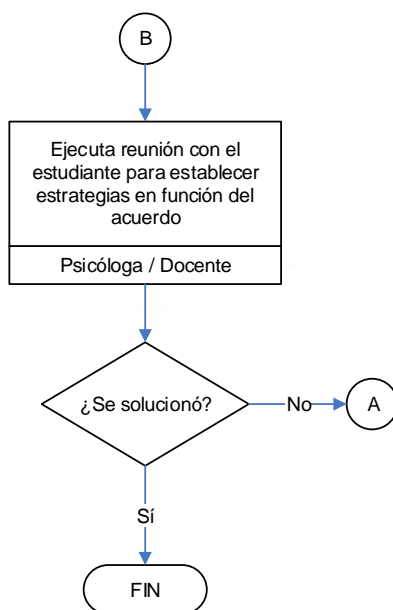 B
Ejecuta reunión con el
estudiante para establecer
estrategias en función del
acuerdo
Psicóloga / Docente
¿Se solucionó?
No
A
Sí
FIN